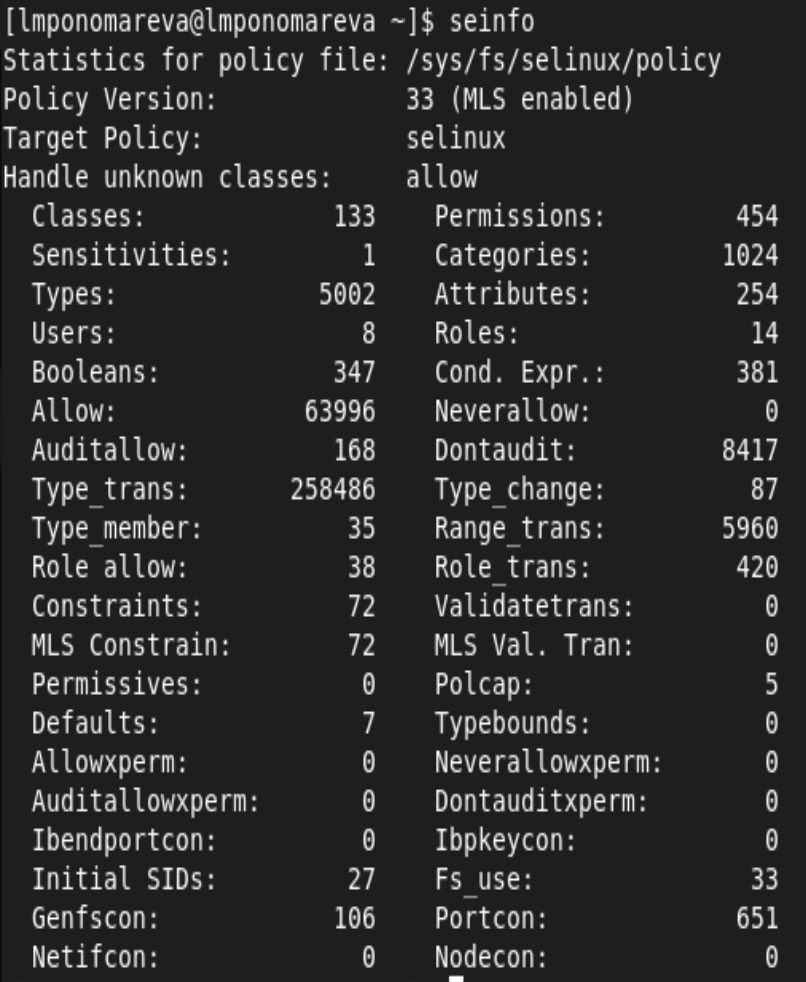 [lmponomareva@lmponomareva ~]$ seinfo
Statistics for policy file: /sys/fs/selinux/policy
Policy Version:             33 (MLS enabled)
Target Policy:              selinux
Handle unknown classes:     allow
  Classes:             133    Permissions:         454
  Sensitivities:         1    Categories:         1024
  Types:              5002    Attributes:          254
  Users:                 8    Roles:                14
  Booleans:            347    Cond. Expr.:         381
  Allow:             63996    Neverallow:            0
  Auditallow:          168    Dontaudit:          8417
  Type_trans:       258486    Type_change:          87
  Type_member:          35    Range_trans:        5960
  Role allow:           38    Role_trans:          420
  Constraints:          72    Validatetrans:         0
  MLS Constrain:        72    MLS Val. Tran:         0
  Permissives:           0    Polcap:                5
  Defaults:              7    Typebounds:            0
  Allowxperm:            0    Neverallowxperm:       0
  Auditallowxperm:       0    Dontauditxperm:        0
  Ibendportcon:          0    Ibpkeycon:             0
  Initial SIDs:         27    Fs_use:               33
  Genfscon:            106    Portcon:             651
  Netifcon:              0    Nodecon:               0